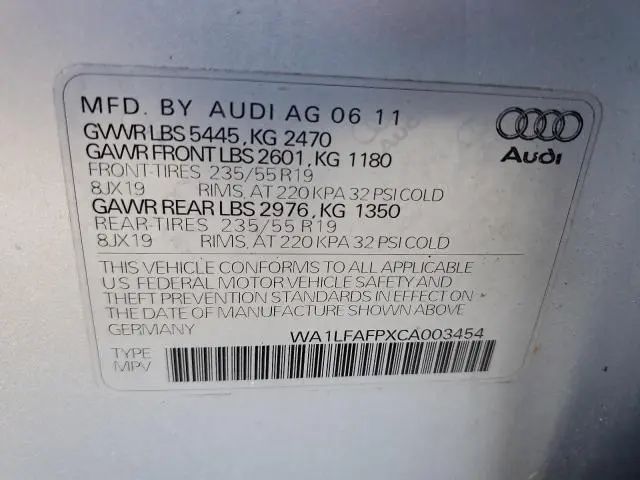 MFD. BY AUDI AG 06 11
GVWR LBS 5445, KG 2470
GAWR FRONT LBS 2601, KG 1180
FRONT-TIRES 235/55 R19
8JX19 RIMS, AT 220 KPA 32 PSI COLD
GAWR REAR LBS 2976, KG 1350
REAR-TIRES 235/55 R19
8JX19 RIMS, AT 220 KPA 32 PSI COLD
Audi
THIS VEHICLE CONFORMS TO ALL APPLICABLE
U.S FEDERAL MOTOR VEHICLE SAFETY AND
THEFT PREVENTION STANDARDS IN EFFECT ON
THE DATE OF MANUFACTURE SHOWN ABOVE
GERMANY WA1LFAFPXCA003454
TYPE
MPV